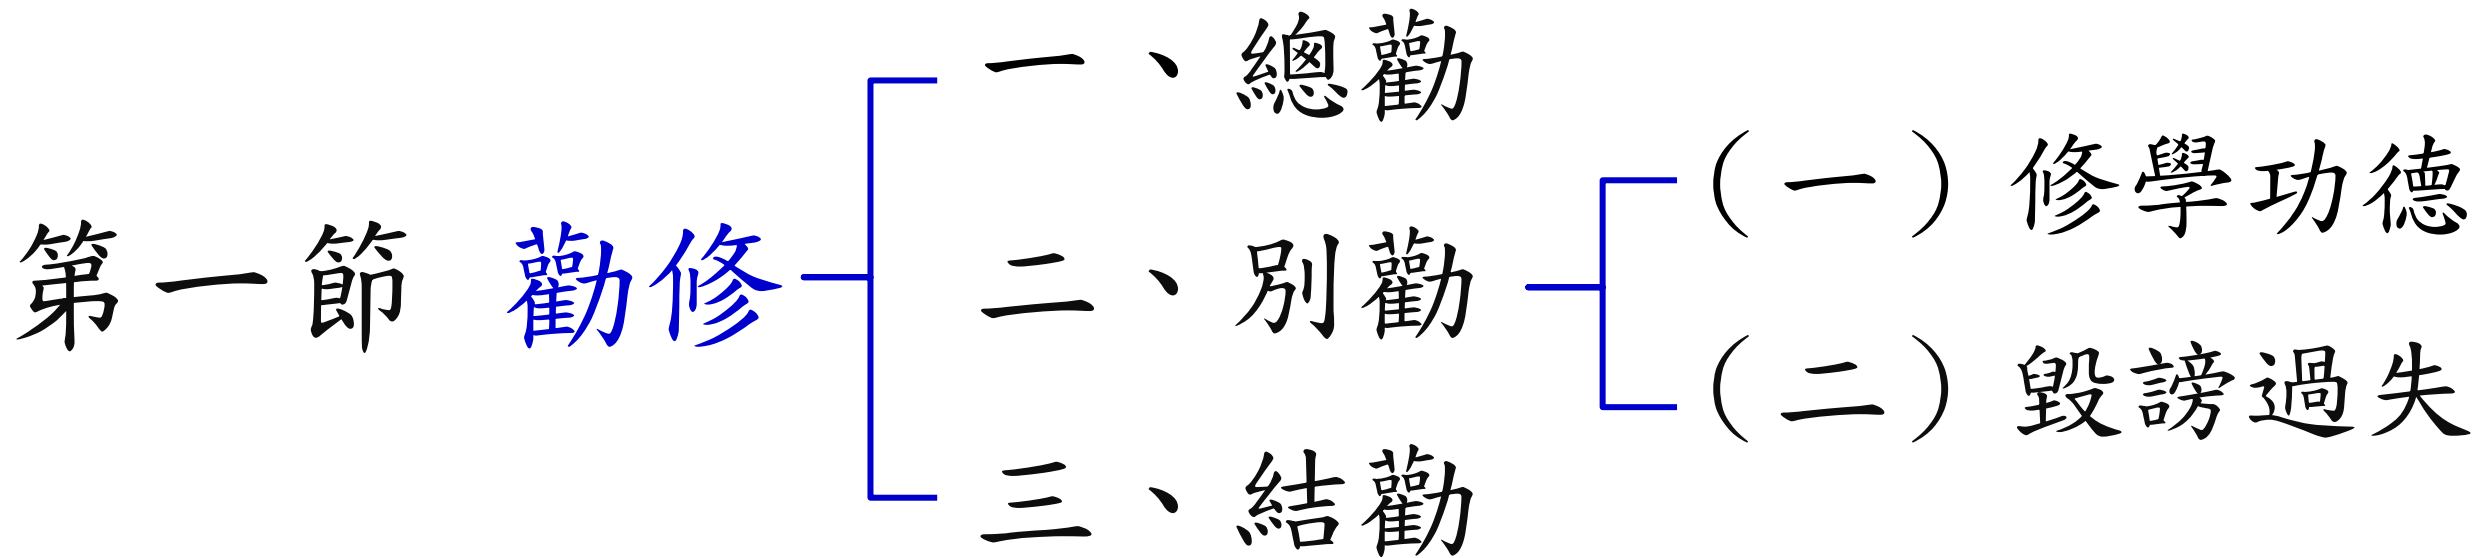 第一節 勸修
一、總勸
二、別勸
(一)修學功德
(二)毀謗過失
三、結勸